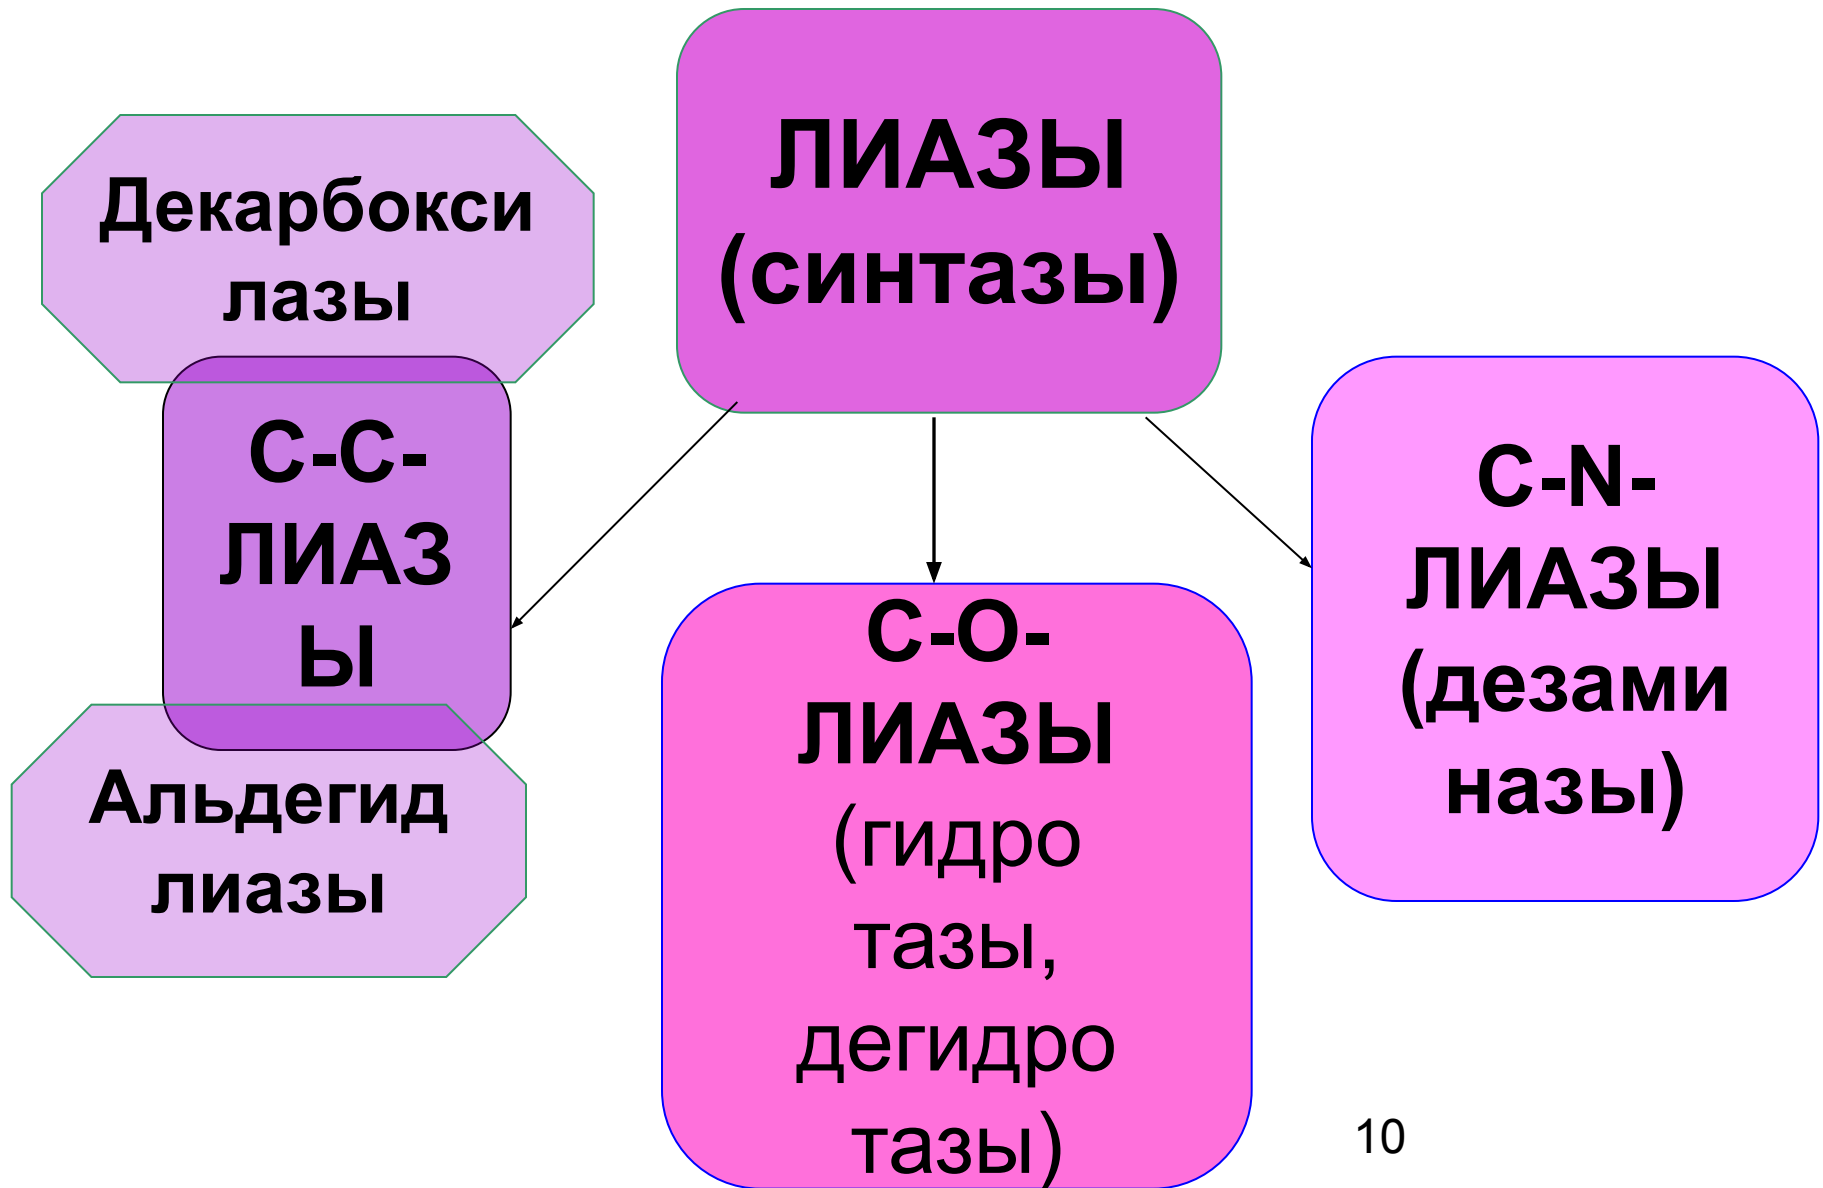 ЛИАЗЫ
(синтазы)
Декарбокси
лазы
С-С-
ЛИАЗ
Ы
Альдегид
лиазы
С-О-
ЛИАЗЫ
(гидро
тазы,
дегидро
тазы)
C-N-
ЛИАЗЫ
(дезами
назы)
10